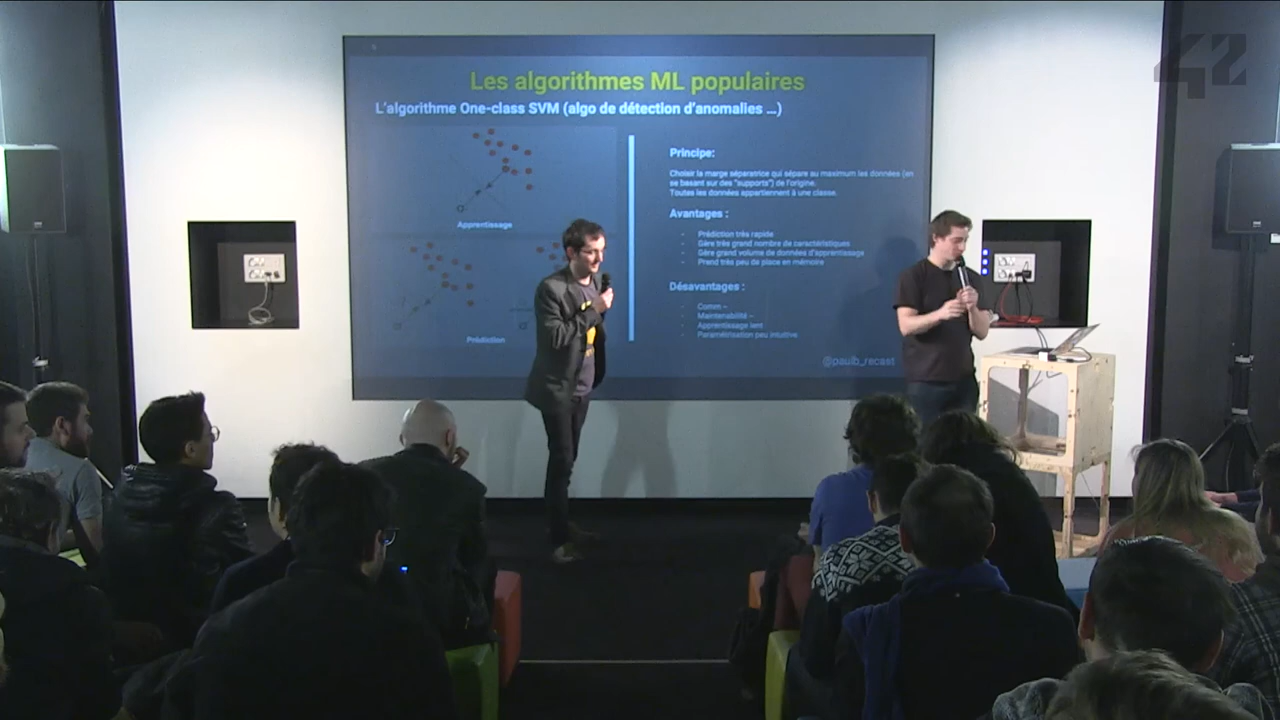 42
Les algorithmes ML populaires
L'algorithme One-class SVM (algo de détection d'anomalies ...)
Apprentissage
Prédiction
Principe:
Choisir la marge séparatrice qui sépare au maximum les données (en
se basant sur des "supports") de l'origine.
Toutes les données appartiennent à une classe.
Avantages :
- Prédiction très rapide
- Gère très grand nombre de caractéristiques
- Gère grand volume de données d'apprentissage
- Prend très peu de place en mémoire
Désavantages :
- Comm –
- Maintenabilité –
- Apprentissage lent
- Paramétrisation peu intuitive
@paulb_recast